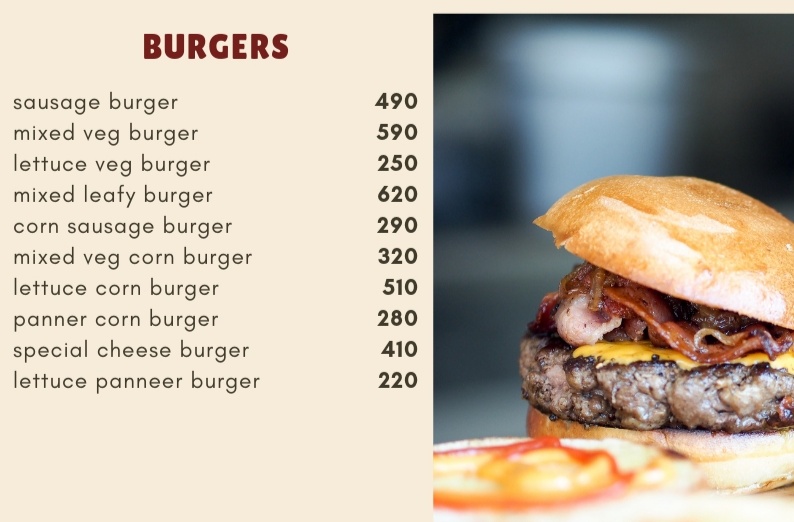 BURGERS
sausage burger 490
mixed veg burger 590
lettuce veg burger 250
mixed leafy burger 620
corn sausage burger 290
mixed veg corn burger 320
lettuce corn burger 510
panner corn burger 280
special cheese burger 410
lettuce panneer burger 220